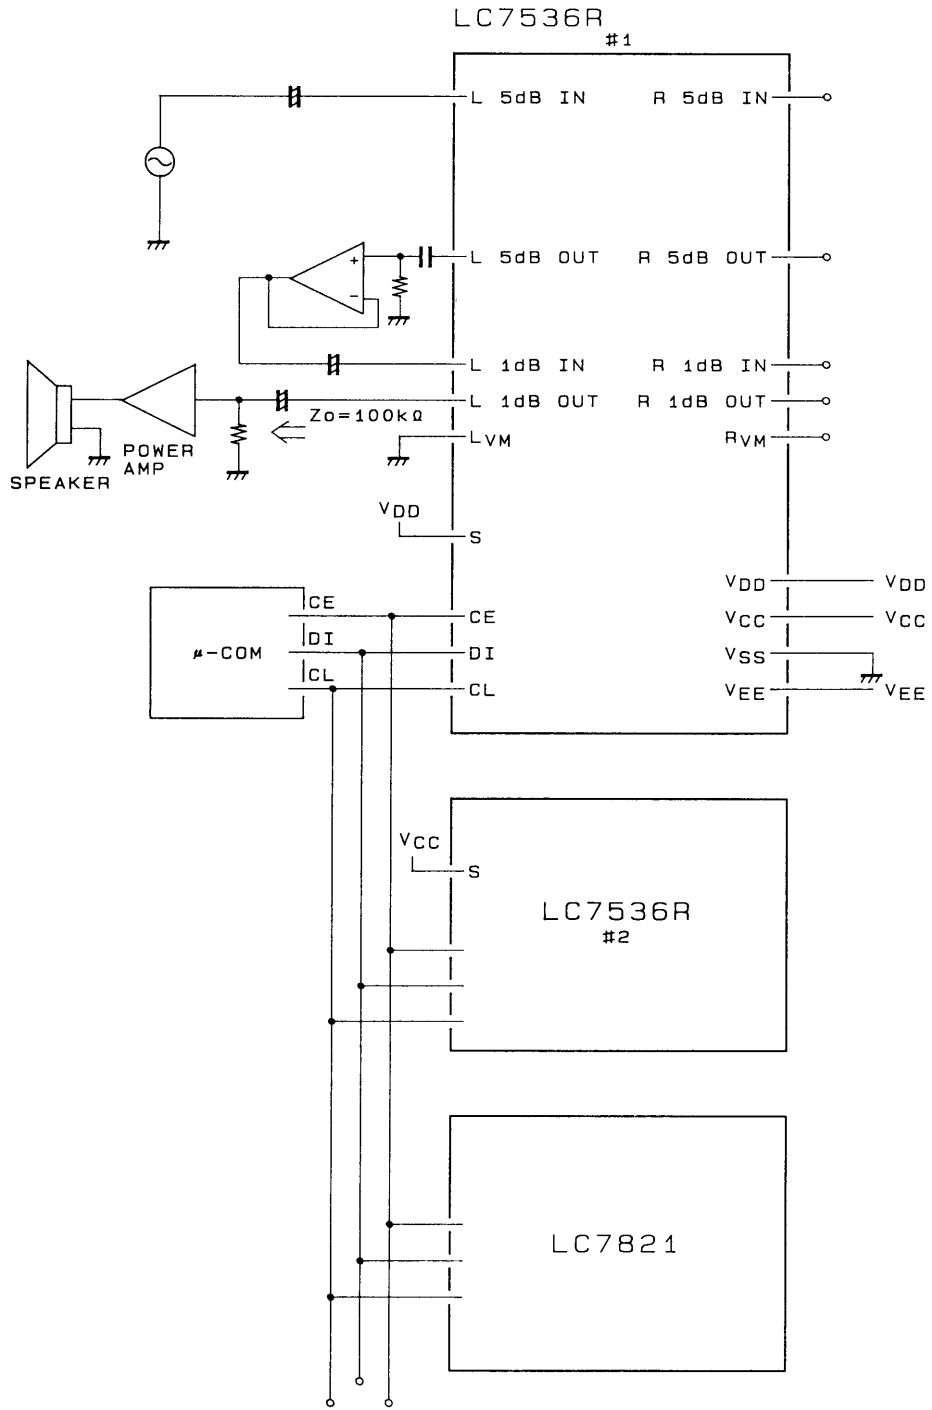 LC7536R
#1
L 5dB IN R 5dB IN
+
L 5dB OUT R 5dB OUT
−
L 1dB IN R 1dB IN
L 1dB OUT R 1dB OUT
Zo=100kΩ
LVM RVM
POWER
AMP
SPEAKER
VDD
S
VDD VDD
CE CE VCC VCC
DI DI VSS
μ-COM
CL CL VEE VEE
VCC
S
LC7536R
#2
LC7821